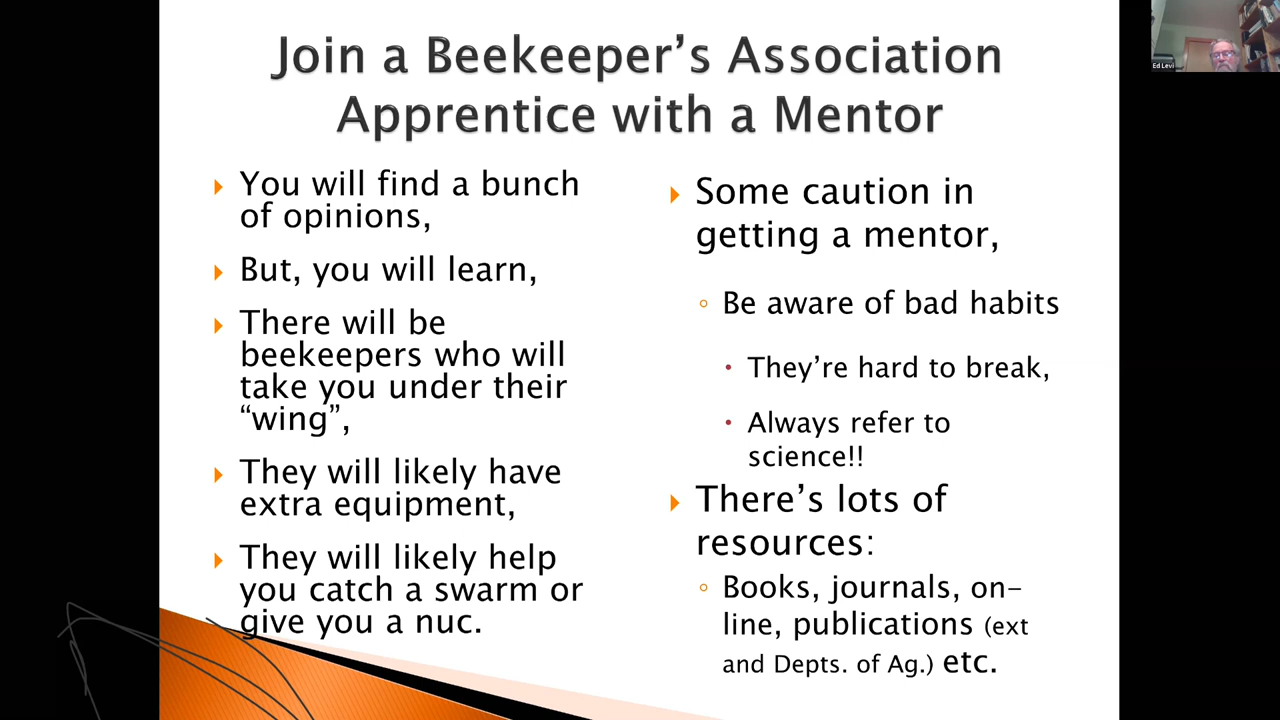 Join a Beekeeper’s Association
Apprentice with a Mentor
You will find a bunch
of opinions,
But, you will learn,
There will be
beekeepers who will
take you under their
“wing”,
They will likely have
extra equipment,
They will likely help
you catch a swarm or
give you a nuc.
Some caution in
getting a mentor,
Be aware of bad habits
They’re hard to break,
Always refer to
science!!
There’s lots of
resources:
Books, journals, on-
line, publications (ext
and Depts. of Ag.) etc.
Ed Levi